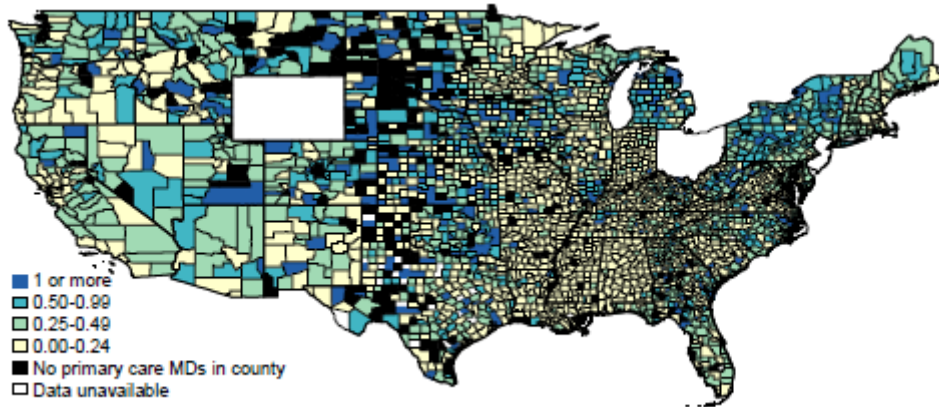 1 or more
0.50-0.99
0.25-0.49
0.00-0.24
No primary care MDs in county
Data unavailable